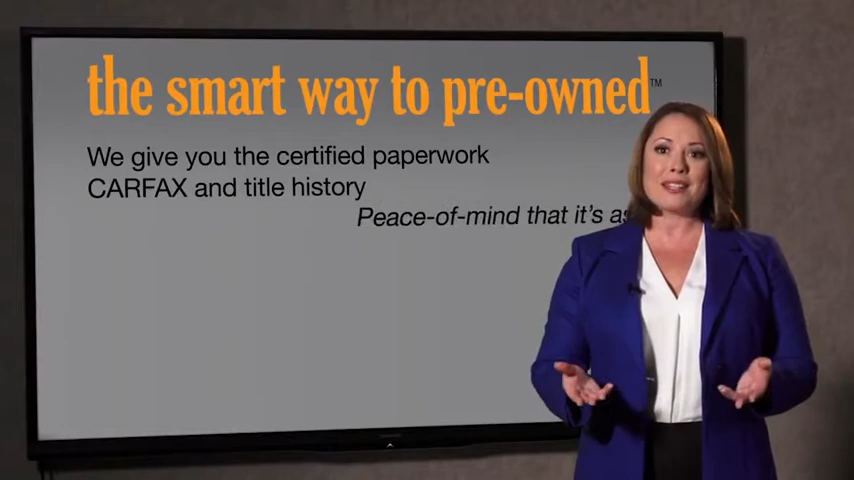 the smart way to pre-owned™
We give you the certified paperwork
CARFAX and title history
Peace-of-mind that it's as